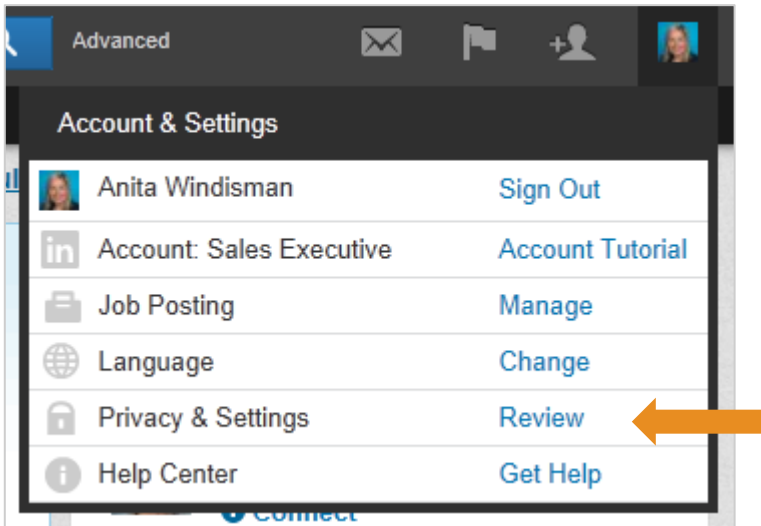 Advanced
Account & Settings
Anita Windisman Sign Out
in Account: Sales Executive Account Tutorial
Job Posting Manage
Language Change
Privacy & Settings Review
Help Center Get Help
Connect